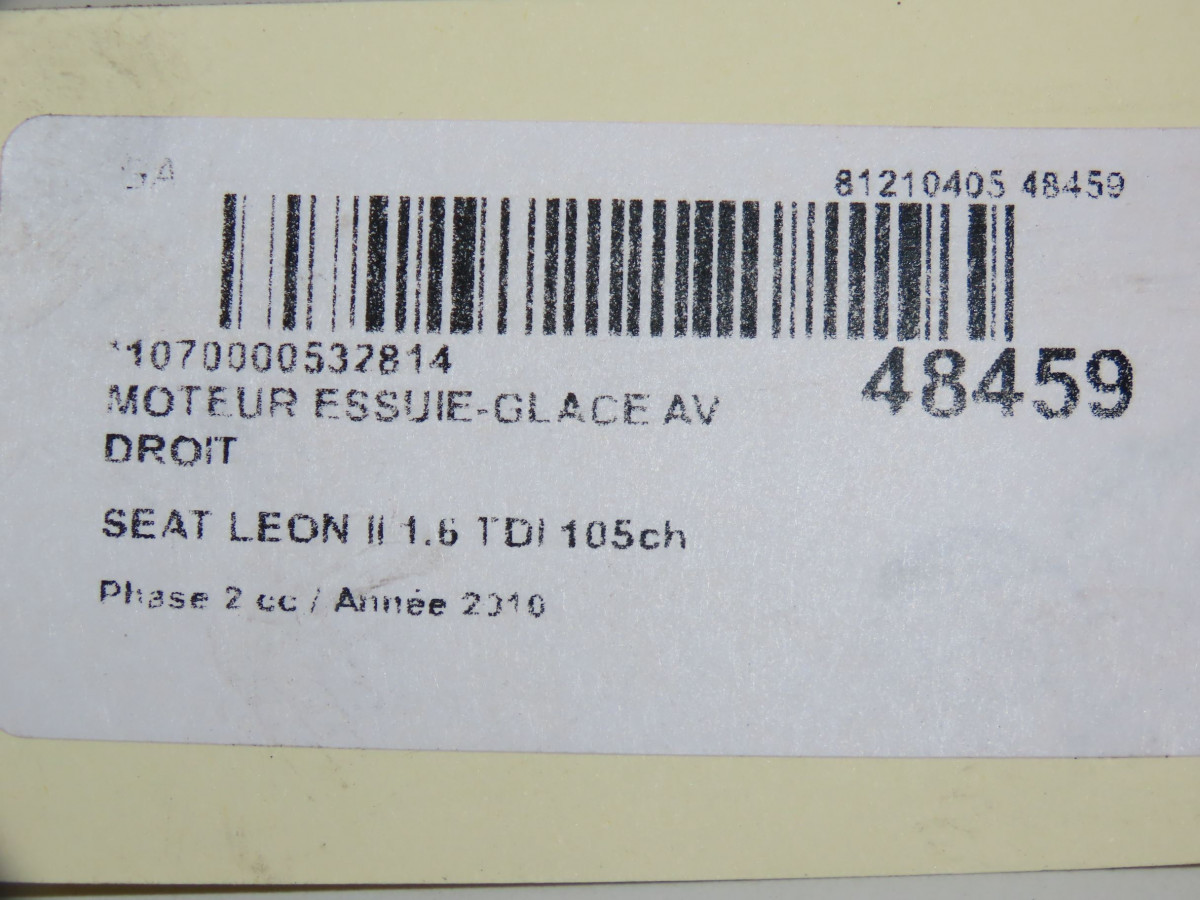 SA
81210405 48459
*1070000532814
48459
MOTEUR ESSUIE-GLACE AV
DROIT
SEAT LEON II 1.6 TDI 105ch
Phase 2 cc / Année 2010